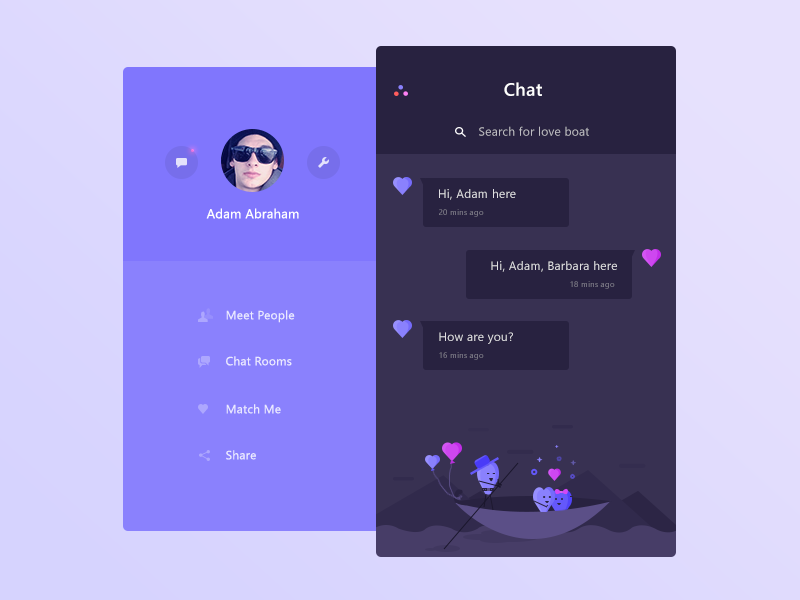 Adam Abraham
Meet People
Chat Rooms
Match Me
Share
Chat
Search for love boat
Hi, Adam here
20 mins ago
Hi, Adam, Barbara here
18 mins ago
How are you?
16 mins ago